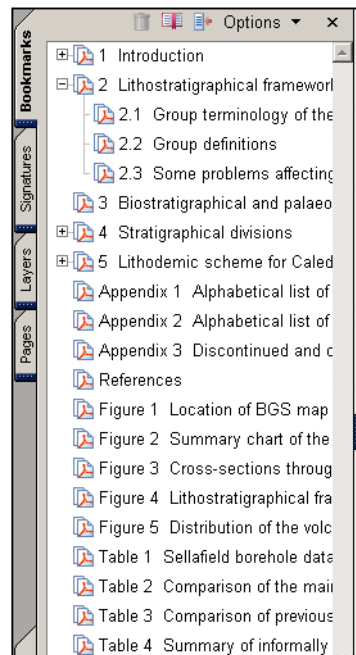 Options
Bookmarks
Signatures
Layers
Pages
1 Introduction
2 Lithostratigraphical framewor
2.1 Group terminology of the
2.2 Group definitions
2.3 Some problems affecting
3 Biostratigraphical and palaeo
4 Stratigraphical divisions
5 Lithodemic scheme for Caled
Appendix 1 Alphabetical list of
Appendix 2 Alphabetical list of
Appendix 3 Discontinued and o
References
Figure 1 Location of BGS map
Figure 2 Summary chart of the
Figure 3 Cross-sections throug
Figure 4 Lithostratigraphical fra
Figure 5 Distribution of the volc
Table 1 Sellafield borehole data
Table 2 Comparison of the mai
Table 3 Comparison of previous
Table 4 Summary of informally